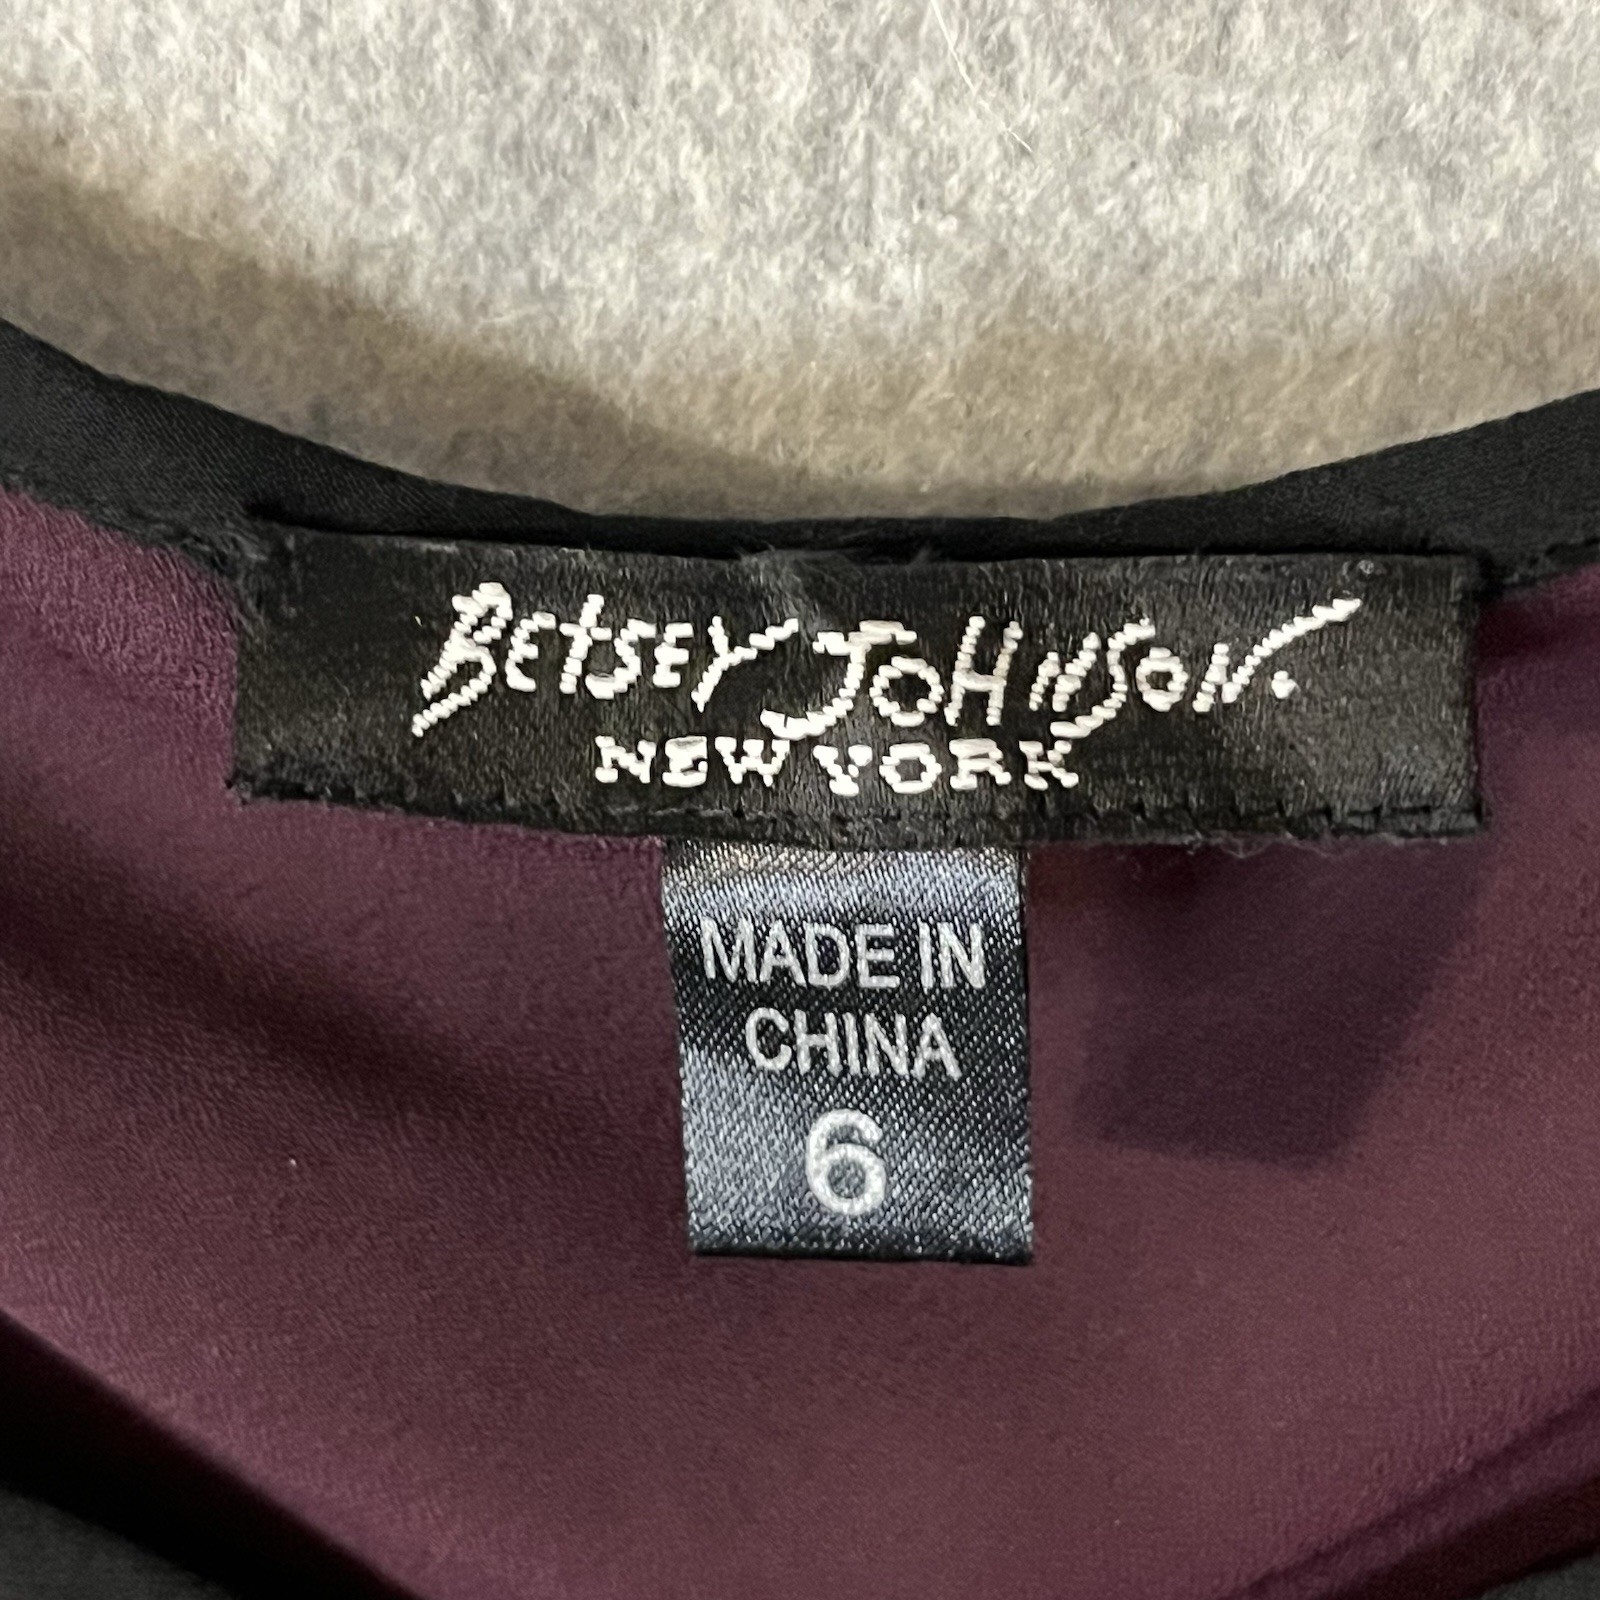 BETSEY JOHNSON.
NEW YORK
MADE IN
CHINA
6